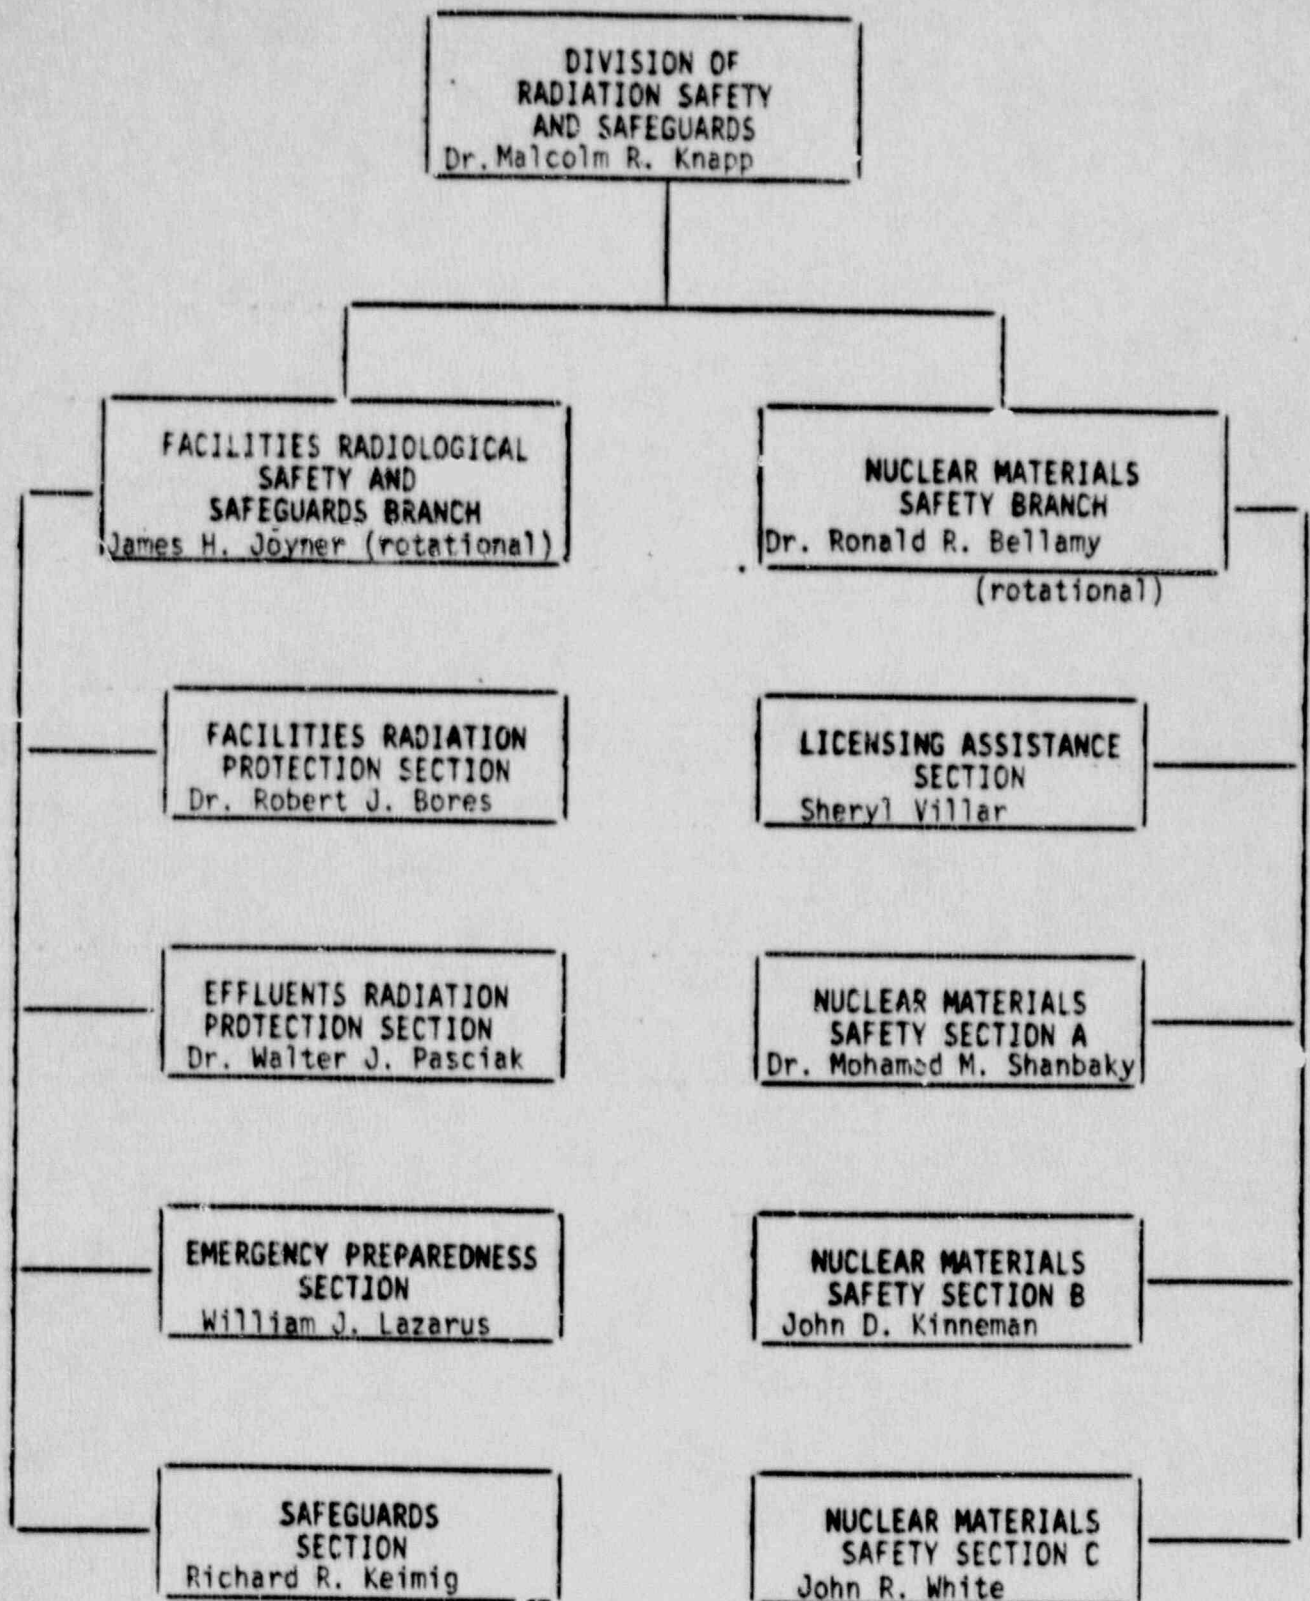 DIVISION OF
RADIATION SAFETY
AND SAFEGUARDS
Dr. Malcolm R. Knapp
FACILITIES RADIOLOGICAL
SAFETY AND
SAFEGUARDS BRANCH
James H. Joyner (rotational)
NUCLEAR MATERIALS
SAFETY BRANCH
Dr. Ronald R. Bellamy
(rotational)
FACILITIES RADIATION
PROTECTION SECTION
Dr. Robert J. Bores
LICENSING ASSISTANCE
SECTION
Sheryl Villar
EFFLUENTS RADIATION
PROTECTION SECTION
Dr. Walter J. Pasciak
NUCLEAR MATERIALS
SAFETY SECTION A
Dr. Mohamed M. Shanbaky
EMERGENCY PREPAREDNESS
SECTION
William J. Lazarus
NUCLEAR MATERIALS
SAFETY SECTION B
John D. Kinneman
SAFEGUARDS
SECTION
Richard R. Keimig
NUCLEAR MATERIALS
SAFETY SECTION C
John R. White